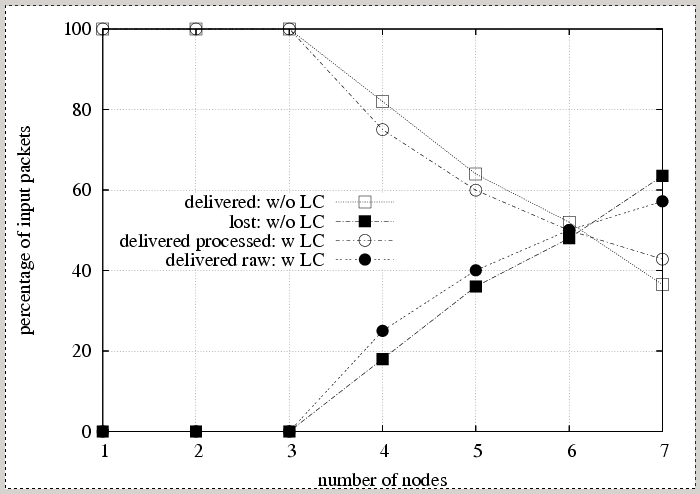 100
80
60
40
20
0
percentage of input packets
delivered: w/o LC
lost: w/o LC
delivered processed: w LC
delivered raw: w LC
1 2 3 4 5 6 7
number of nodes